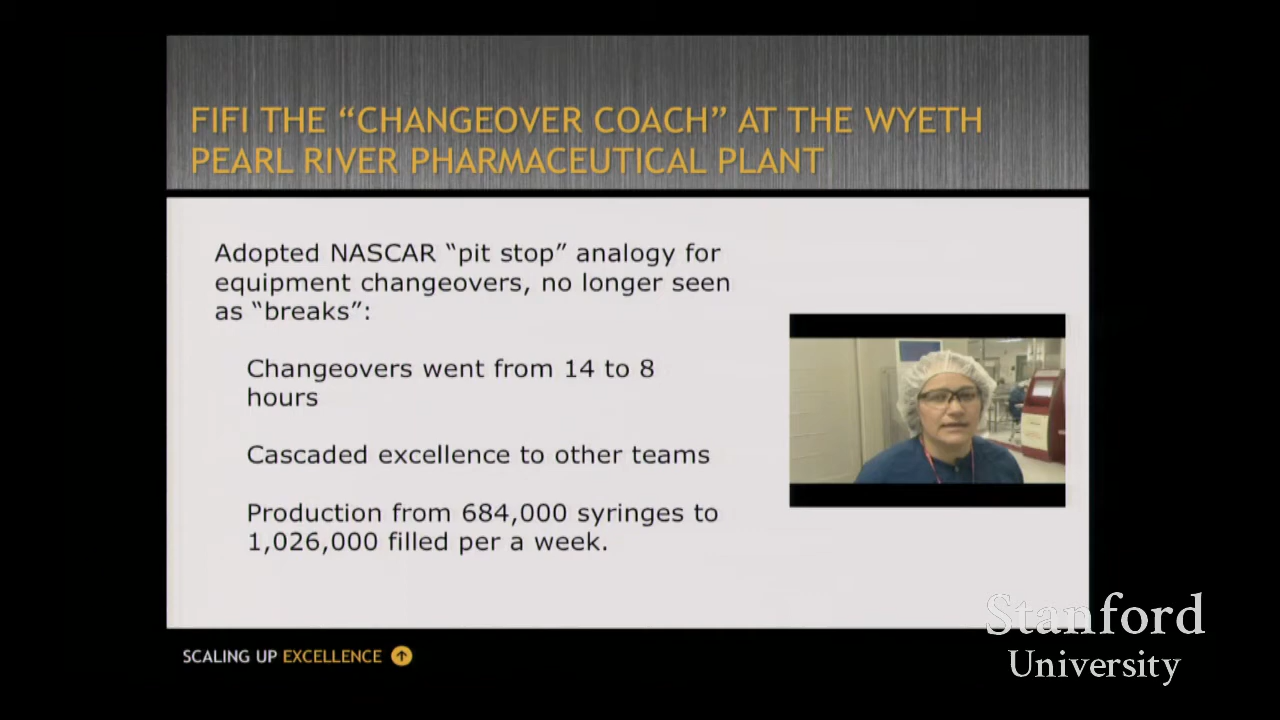 FIFI THE “CHANGEOVER COACH” AT THE WYETH
PEARL RIVER PHARMACEUTICAL PLANT
Adopted NASCAR “pit stop” analogy for
equipment changeovers, no longer seen
as “breaks”:
Changeovers went from 14 to 8
hours
Cascaded excellence to other teams
Production from 684,000 syringes to
1,026,000 filled per a week.
SCALING UP EXCELLENCE
Stanford
University